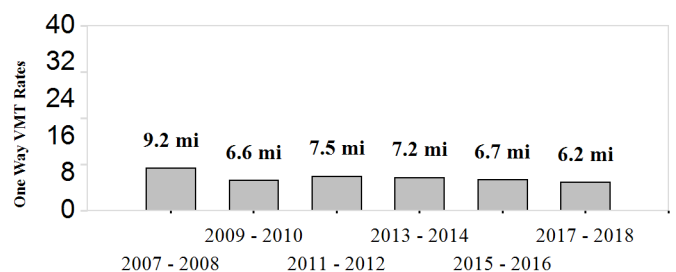 One Way VMT Rates
40
32
24
16
8
0
9.2 mi
6.6 mi
7.5 mi
7.2 mi
6.7 mi
6.2 mi
2009 - 2010
2013 - 2014
2017 - 2018
2007 - 2008
2011 - 2012
2015 - 2016